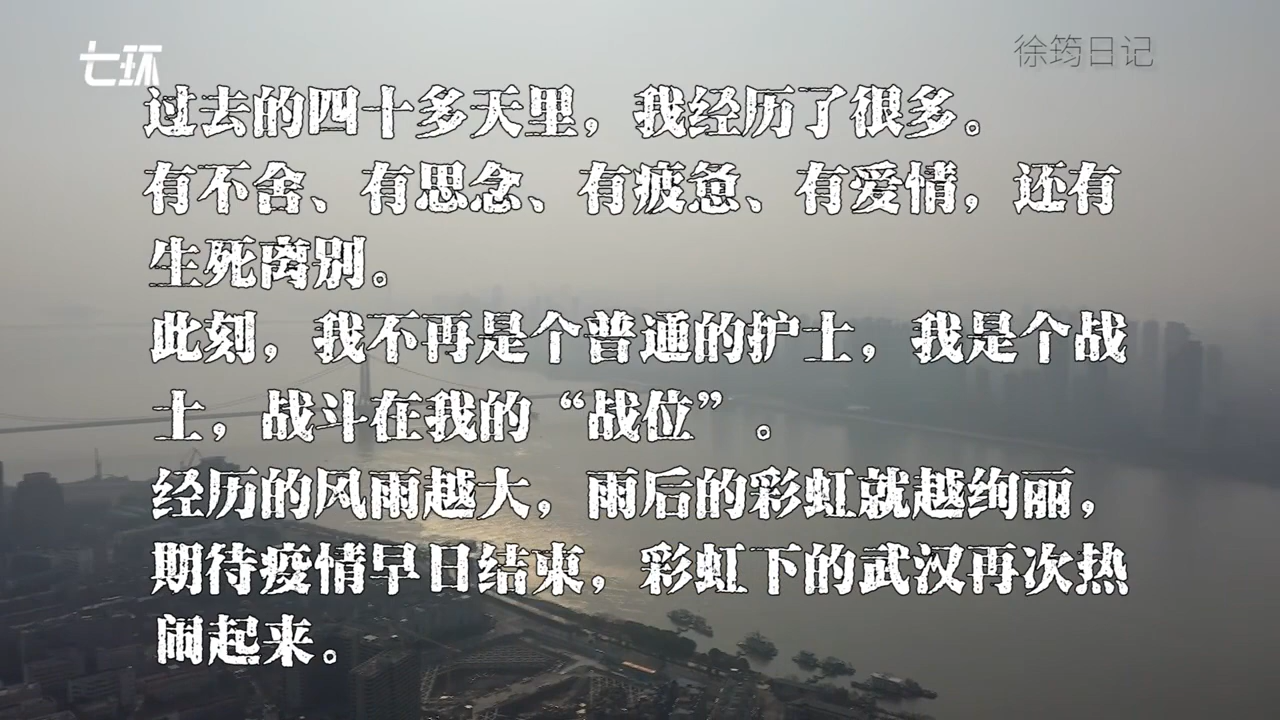 七环
徐筠日记
过去的四十多天里，我经历了很多。
有不舍、有思念、有疲惫、有爱情，还有
生死离别。
此刻，我不再是个普通的护士，我是个战
士，战斗在我的“战位”。
经历的风雨越大，雨后的彩虹就越绚丽，
期待疫情早日结束，彩虹下的武汉再次热
闹起来。